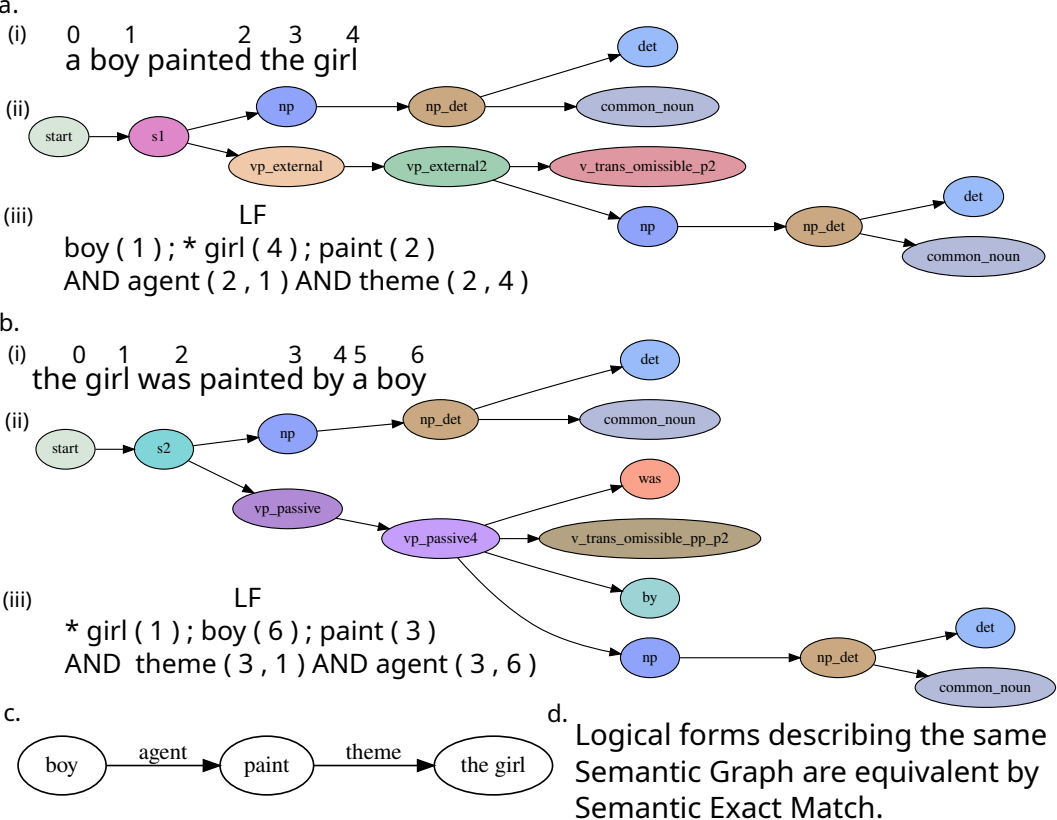 a.
(i) 0 1 2 3 4
a boy painted the girl
det
(ii) np np_det common_noun
start s1
vp_external vp_external2 v_trans_omissible_p2
det
(iii) LF np np_det
boy ( 1 ) ; * girl ( 4 ) ; paint ( 2 )
common_noun
AND agent ( 2 , 1 ) AND theme ( 2 , 4 )
b.
(i) 0 1 2 3 4 5 6
det
the girl was painted by a boy
(ii) np np_det common_noun
start s2
was
vp_passive
vp_passive4 v_trans_omissible_pp_p2
(iii) LF by
* girl ( 1 ) ; boy ( 6 ) ; paint ( 3 )
det
AND theme ( 3 , 1 ) AND agent ( 3 , 6 )
np np_det
common_noun
c.
boy agent paint theme the girl
d.
Logical forms describing the same
Semantic Graph are equivalent by
Semantic Exact Match.